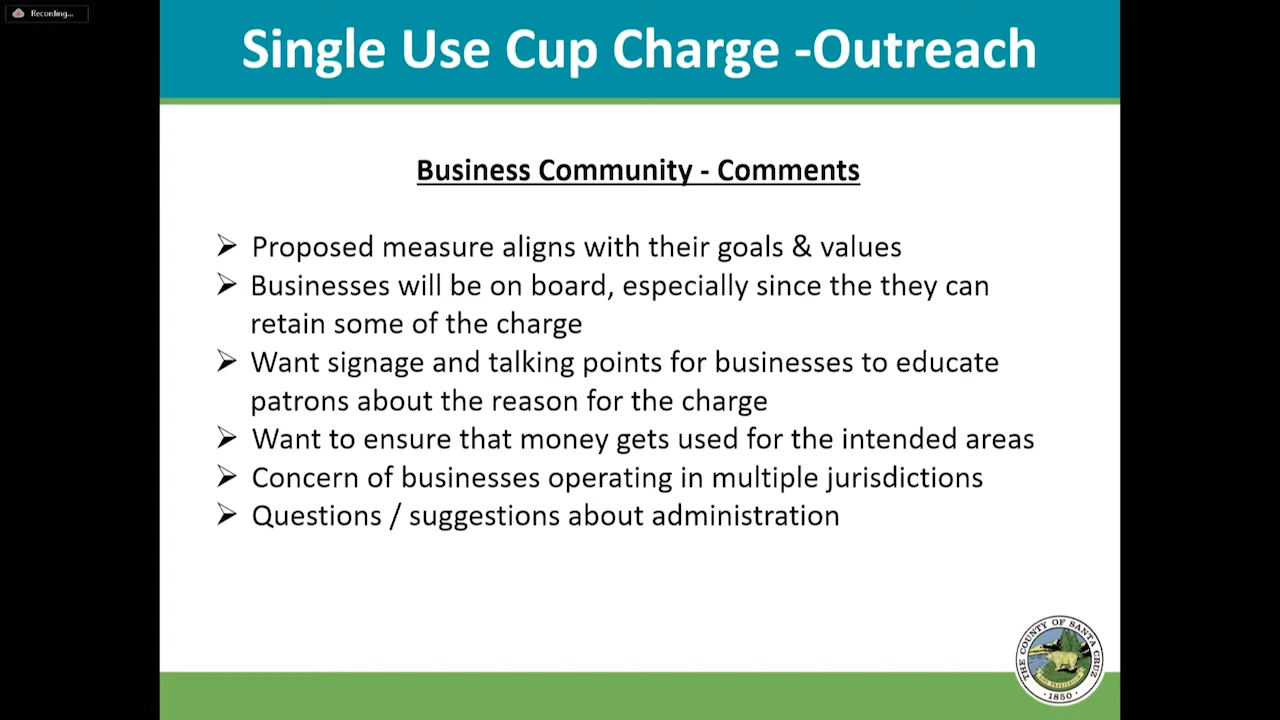 Recording...
Single Use Cup Charge -Outreach
Business Community - Comments
➢ Proposed measure aligns with their goals & values
➢ Businesses will be on board, especially since the they can
retain some of the charge
➢ Want signage and talking points for businesses to educate
patrons about the reason for the charge
➢ Want to ensure that money gets used for the intended areas
➢ Concern of businesses operating in multiple jurisdictions
➢ Questions / suggestions about administration
THE COUNTY OF SANTA CRUZ
1850